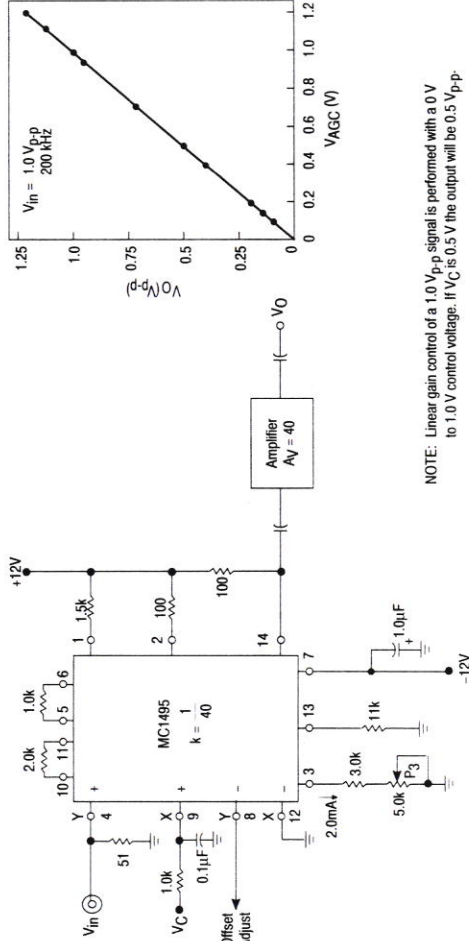 +12V
10
2.0k
11
5
1.0k
6
1
1.5k
Vin
Y
4
+
51
MC1495
k = 1
40
2
100
100
VC
1.0k
X
9
+
0.1µF
Y
8
–
X
12
–
14
3
13
7
Amplifier
AV = 40
VO
2.0mA
3.0k
5.0k
P3
11k
1.0µF
+
–12V
Vin = 1.0 Vp-p
200 kHz
VO (Vp-p)
1.25
1.0
0.75
0.5
0.25
0
0
0.2
0.4
0.6
0.8
1.0
1.2
VAGC (V)
NOTE: Linear gain control of a 1.0 Vp-p signal is performed with a 0 V
to 1.0 V control voltage. If VC is 0.5 V the output will be 0.5 Vp-p.